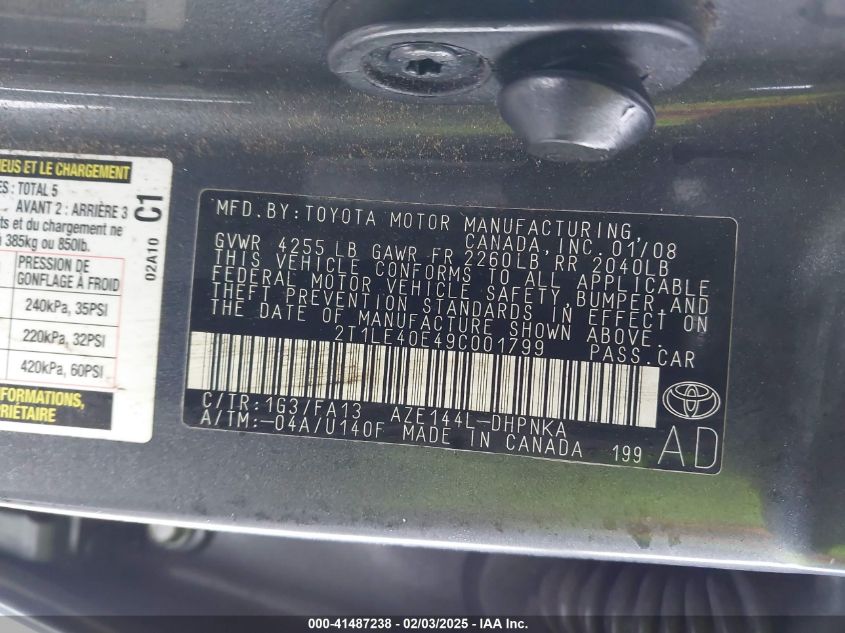 NEUS ET LE CHARGEMENT
ES : TOTAL 5
AVANT 2 : ARRIÈRE 3
ts et du chargement ne
à 385kg ou 850lb.
C1
02A10
PRESSION DE
GONFLAGE À FROID
240kPa, 35PSI
220kPa, 32PSI
420kPa, 60PSI
FORMATIONS,
PRIÉTAIRE
MFD.BY:TOYOTA MOTOR MANUFACTURING,
CANADA, INC. 01/08
GVWR 4255LB GAWR FR 2260LB RR 2040LB
THIS VEHICLE CONFORMS TO ALL APPLICABLE
FEDERAL MOTOR VEHICLE SAFETY, BUMPER AND
THEFT PREVENTION STANDARDS IN EFFECT ON
THE DATE OF MANUFACTURE SHOWN ABOVE.
2T1LE40E49C001799 PASS.CAR
C/TR:1G3/FA13 AZE144L-DHPNKA
A/TM:-04A/U140F MADE IN CANADA 199
AD
000-41487238 - 02/03/2025 - IAA Inc.